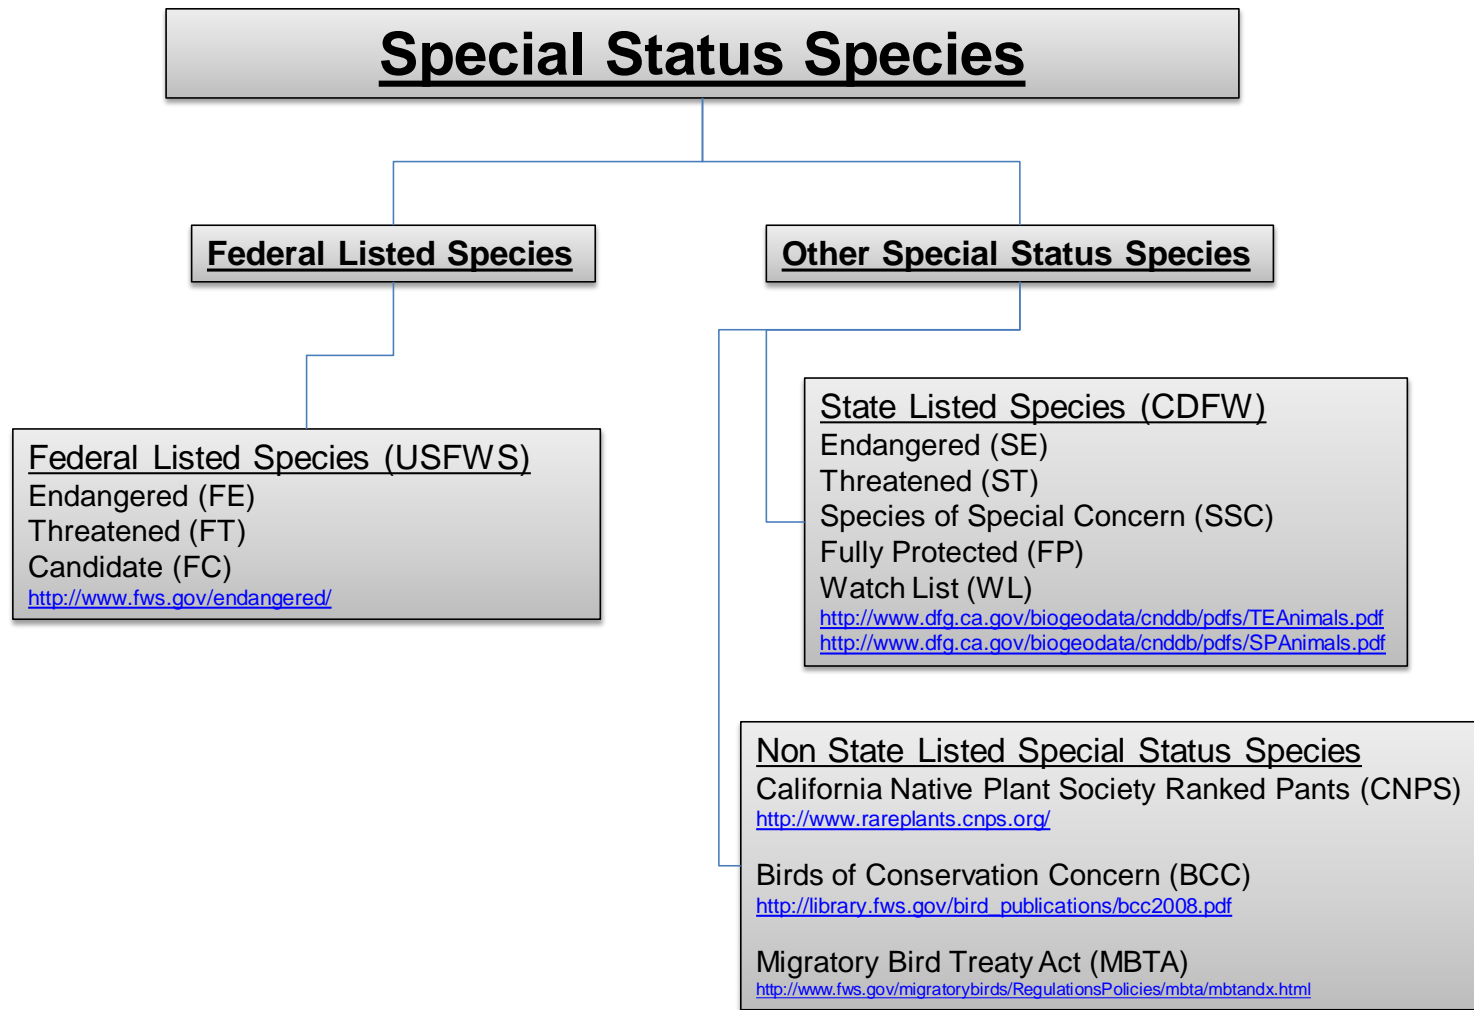 Special Status Species
Federal Listed Species
Other Special Status Species
Federal Listed Species (USFWS)
Endangered (FE)
Threatened (FT)
Candidate (FC)
http://www.fws.gov/endangered/
State Listed Species (CDFW)
Endangered (SE)
Threatened (ST)
Species of Special Concern (SSC)
Fully Protected (FP)
Watch List (WL)
http://www.dfg.ca.gov/biogeodata/cnddb/pdfs/TEAnimals.pdf
http://www.dfg.ca.gov/biogeodata/cnddb/pdfs/SPAnimals.pdf
Non State Listed Special Status Species
California Native Plant Society Ranked Pants (CNPS)
http://www.rareplants.cnps.org/
Birds of Conservation Concern (BCC)
http://library.fws.gov/bird_publications/bcc2008.pdf
Migratory Bird Treaty Act (MBTA)
http://www.fws.gov/migratorybirds/RegulationsPolicies/mbta/mbtandx.html